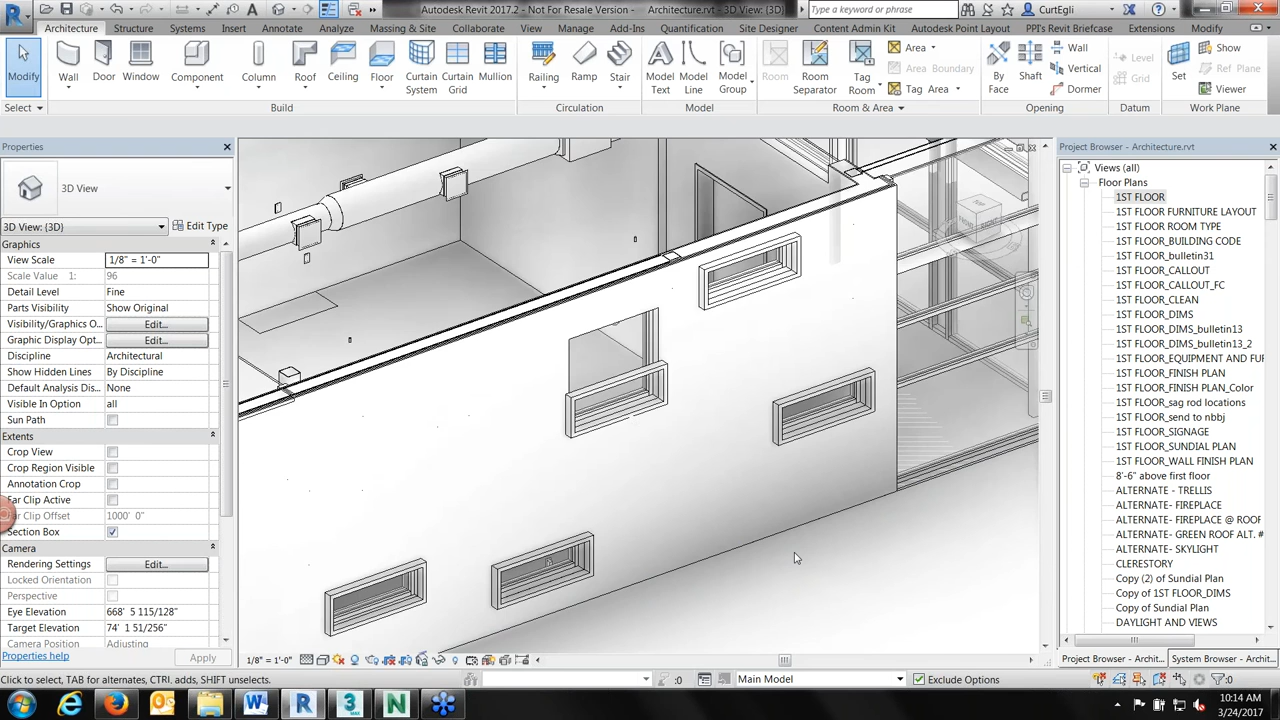 Autodesk Revit 2017.2 - Not For Resale Version - Architecture.rvt - 3D View: {3D}
Type a keyword or phrase
CurtEgli
Architecture Structure Systems Insert Annotate Analyze Massing & Site Collaborate View Manage Add-Ins Quantification Site Designer Content Admin Kit Autodesk Point Layout PPI's Revit Briefcase Extensions Modify
Modify
Wall
Door
Window
Component
Column
Roof
Ceiling
Floor
Curtain System
Curtain Grid
Mullion
Railing
Ramp
Stair
Model Text
Model Line
Model Group
Room
Room Separator
Tag Room
Area
Area Boundary
Tag Area
By Face
Shaft
Wall
Vertical
Dormer
Level
Grid
Set
Show
Ref Plane
Viewer
Select
Build
Circulation
Model
Room & Area
Opening
Datum
Work Plane
Properties
3D View
3D View: {3D}
Edit Type
Graphics
View Scale 1/8" = 1'-0"
Scale Value 1: 96
Detail Level Fine
Parts Visibility Show Original
Visibility/Graphics O... Edit...
Graphic Display Opt... Edit...
Discipline Architectural
Show Hidden Lines By Discipline
Default Analysis Dis... None
Visible In Option all
Sun Path
Extents
Crop View
Crop Region Visible
Annotation Crop
Far Clip Active
Far Clip Offset 1000' 0"
Section Box
Camera
Rendering Settings Edit...
Locked Orientation
Perspective
Eye Elevation 668' 5 115/128"
Target Elevation 74' 1 51/256"
Camera Position Adjusting
Properties help
Apply
TOP
1/8" = 1'-0"
Project Browser - Architecture.rvt
Views (all)
Floor Plans
1ST FLOOR
1ST FLOOR FURNITURE LAYOUT
1ST FLOOR ROOM TYPE
1ST FLOOR_BUILDING CODE
1ST FLOOR_bulletin31
1ST FLOOR_CALLOUT
1ST FLOOR_CALLOUT_FC
1ST FLOOR_CLEAN
1ST FLOOR_DIMS
1ST FLOOR_DIMS_bulletin13
1ST FLOOR_DIMS_bulletin13_2
1ST FLOOR_EQUIPMENT AND FUF
1ST FLOOR_FINISH PLAN
1ST FLOOR_FINISH PLAN_Color
1ST FLOOR_sag rod locations
1ST FLOOR_send to nbbj
1ST FLOOR_SIGNAGE
1ST FLOOR_SUNDIAL PLAN
1ST FLOOR_WALL FINISH PLAN
8'-6" above first floor
ALTERNATE - TRELLIS
ALTERNATE- FIREPLACE
ALTERNATE- FIREPLACE @ ROOF
ALTERNATE- GREEN ROOF ALT. #
ALTERNATE- SKYLIGHT
CLERESTORY
Copy (2) of Sundial Plan
Copy of 1ST FLOOR_DIMS
Copy of Sundial Plan
DAYLIGHT AND VIEWS
Project Browser - Archit...
System Browser - Archit...
Click to select, TAB for alternates, CTRL adds, SHIFT unselects.
:0
Main Model
Exclude Options
:0
10:14 AM
3/24/2017